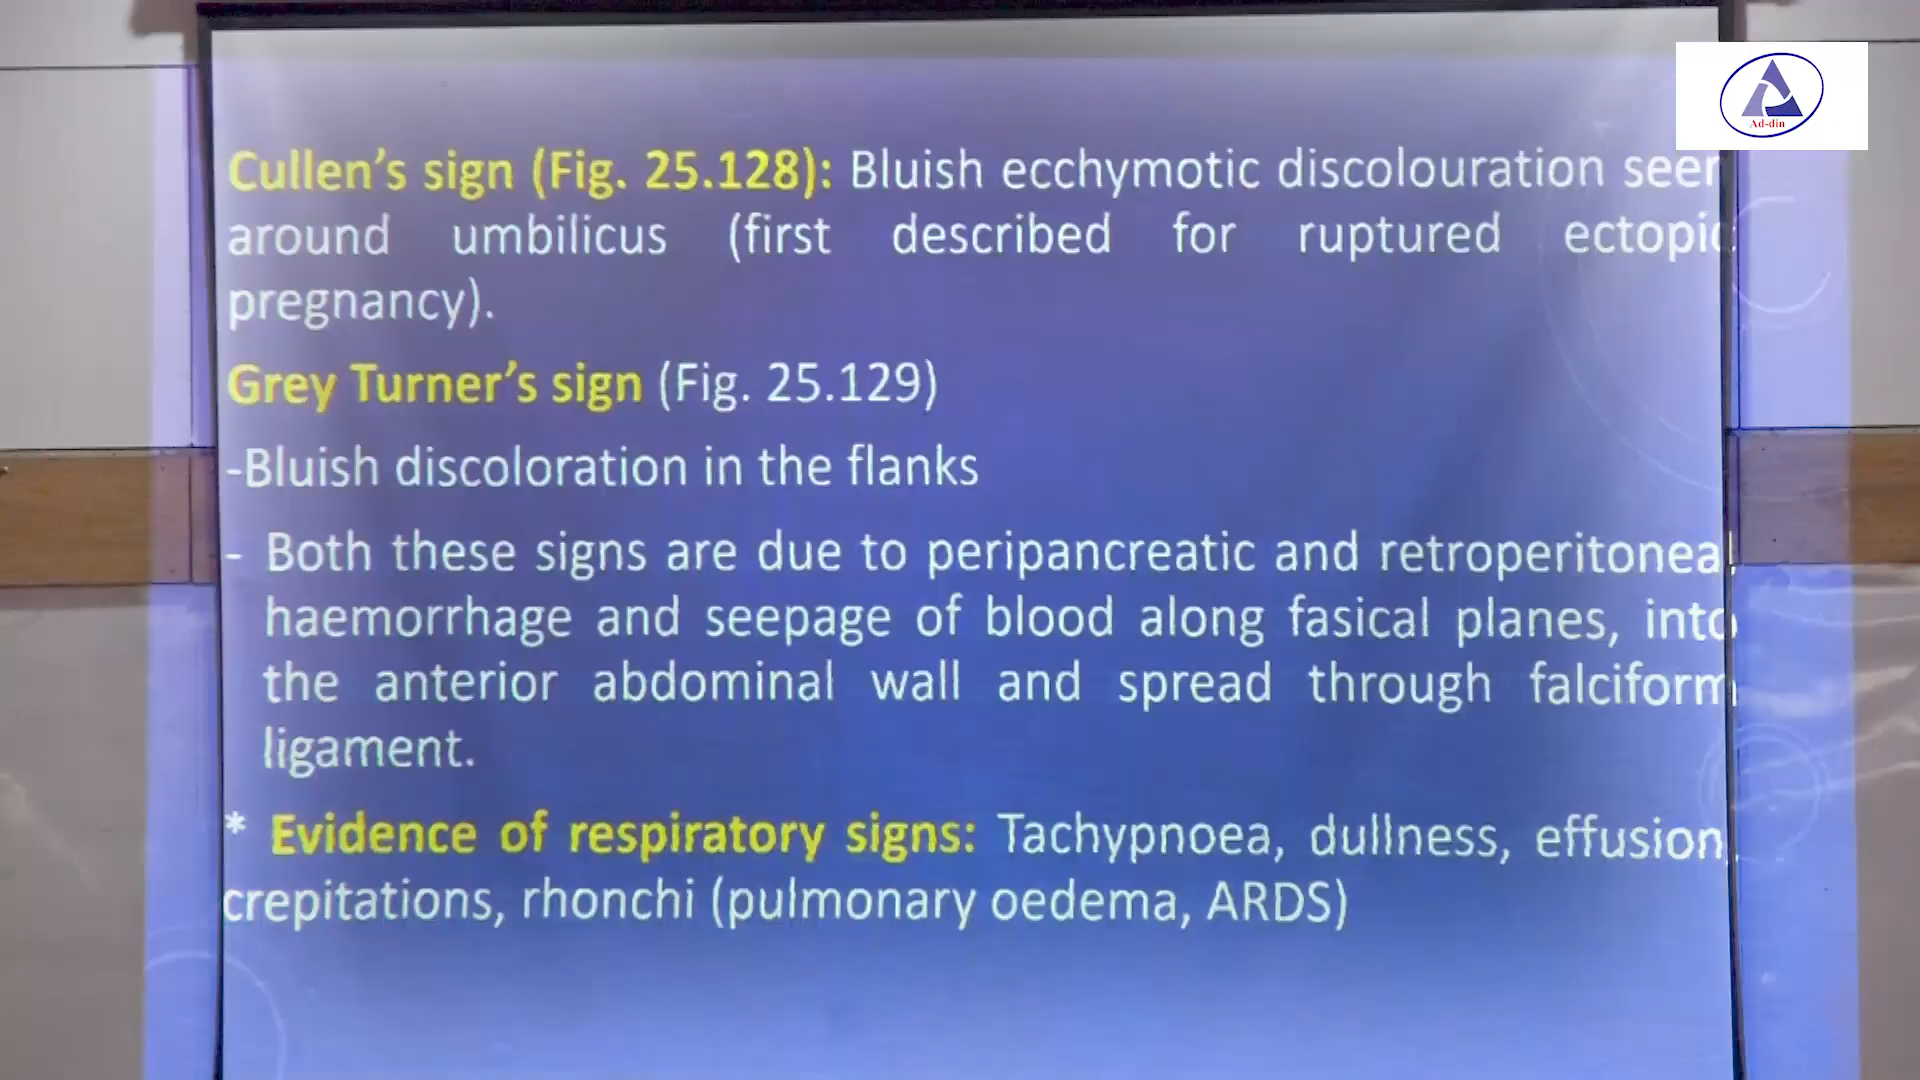 Ad-din
Cullen’s sign (Fig. 25.128): Bluish ecchymotic discolouration seen
around umbilicus (first described for ruptured ectopic
pregnancy).
Grey Turner’s sign (Fig. 25.129)
-Bluish discoloration in the flanks
- Both these signs are due to peripancreatic and retroperitoneal
haemorrhage and seepage of blood along fasical planes, into
the anterior abdominal wall and spread through falciform
ligament.
* Evidence of respiratory signs: Tachypnoea, dullness, effusion,
crepitations, rhonchi (pulmonary oedema, ARDS)